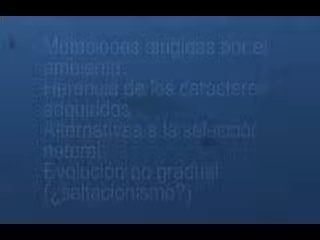 Mutaciones dirigidas por el
ambiente.
Herencia de los caracteres
adquiridos
Alternativas a la selección
natural
Evolución no gradual
(¿saltacionismo?)